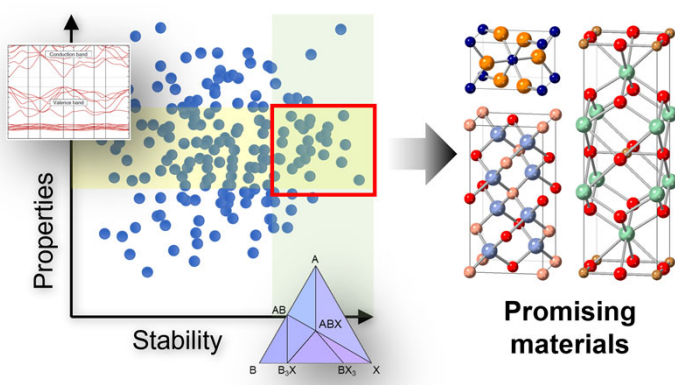 Conduction band
Valence band
Properties
Stability
A
AB
ABX
B
B₃X
BX₃
X
Promising
materials